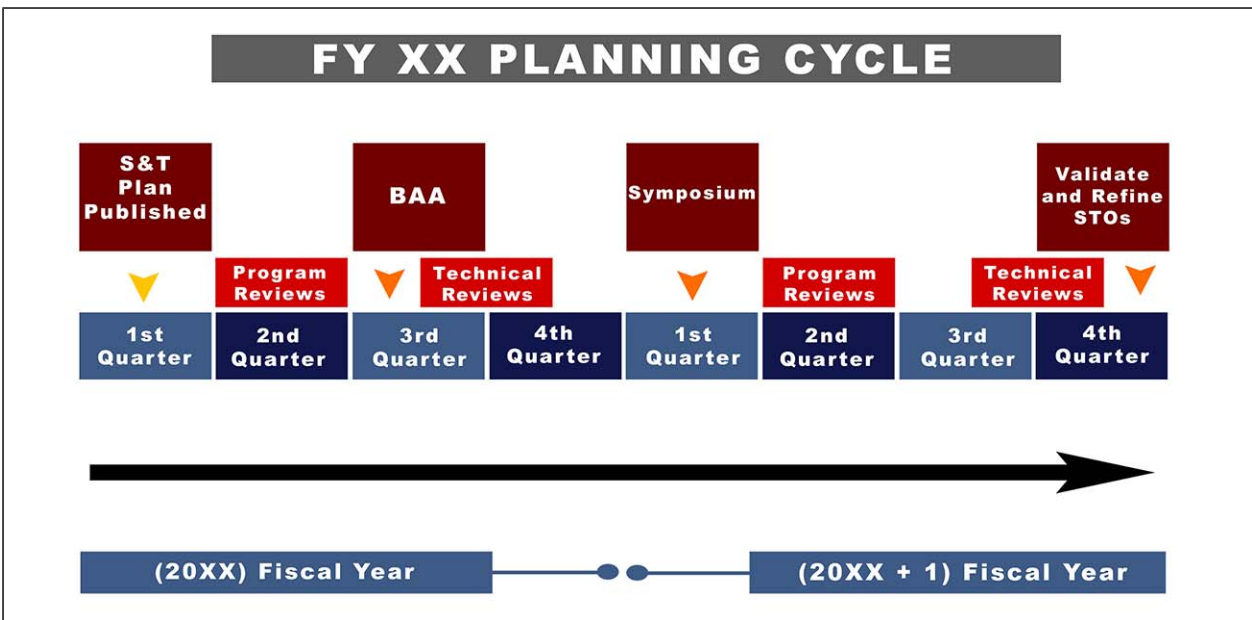 FY XX PLANNING CYCLE
S&T
Plan
Published
BAA
Symposium
Validate
and Refine
STOs
Program
Reviews
Technical
Reviews
Program
Reviews
Technical
Reviews
1st
Quarter
2nd
Quarter
3rd
Quarter
4th
Quarter
1st
Quarter
2nd
Quarter
3rd
Quarter
4th
Quarter
(20XX) Fiscal Year
(20XX + 1) Fiscal Year